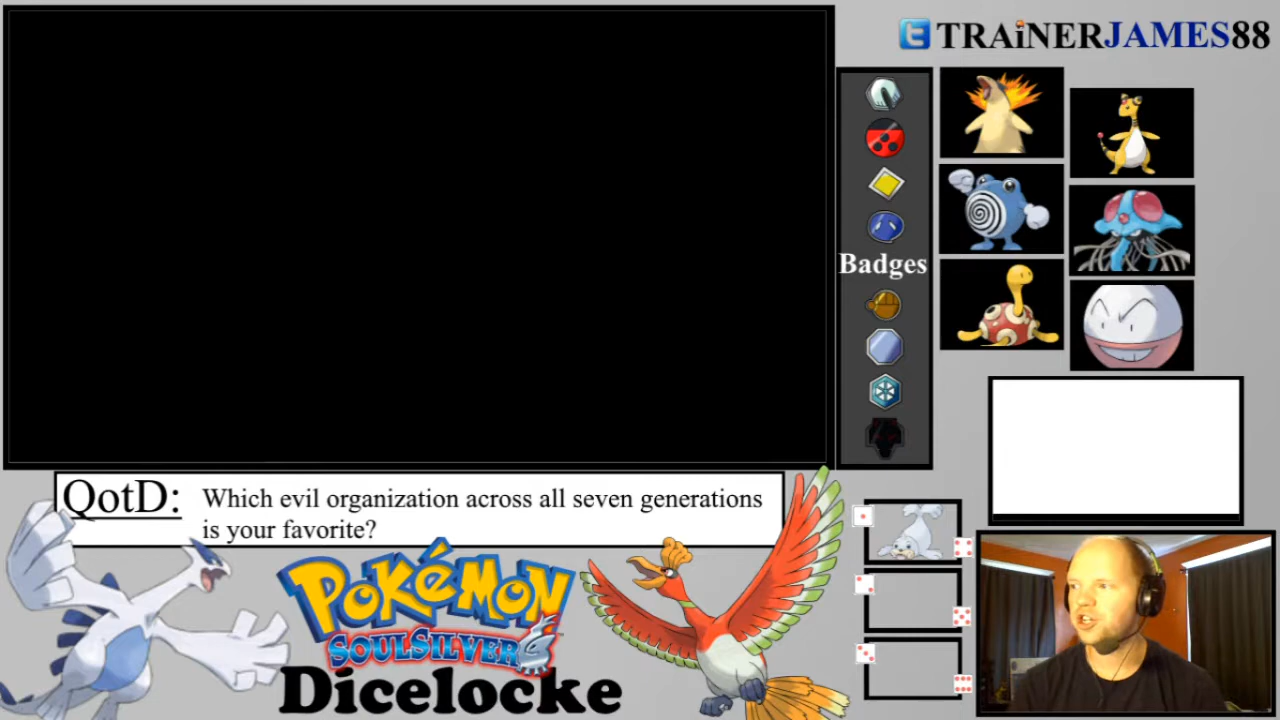 TRAiNERJAMES88
Badges
QotD: Which evil organization across all seven generations
is your favorite?
POKéMON
SOULSILVER
Dicelocke